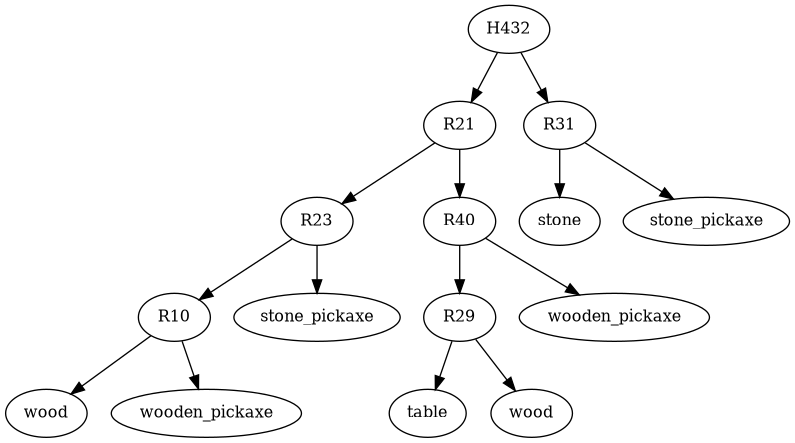 H432
R21
R31
R23
R40
stone
stone_pickaxe
R10
stone_pickaxe
R29
wooden_pickaxe
wood
wooden_pickaxe
table
wood